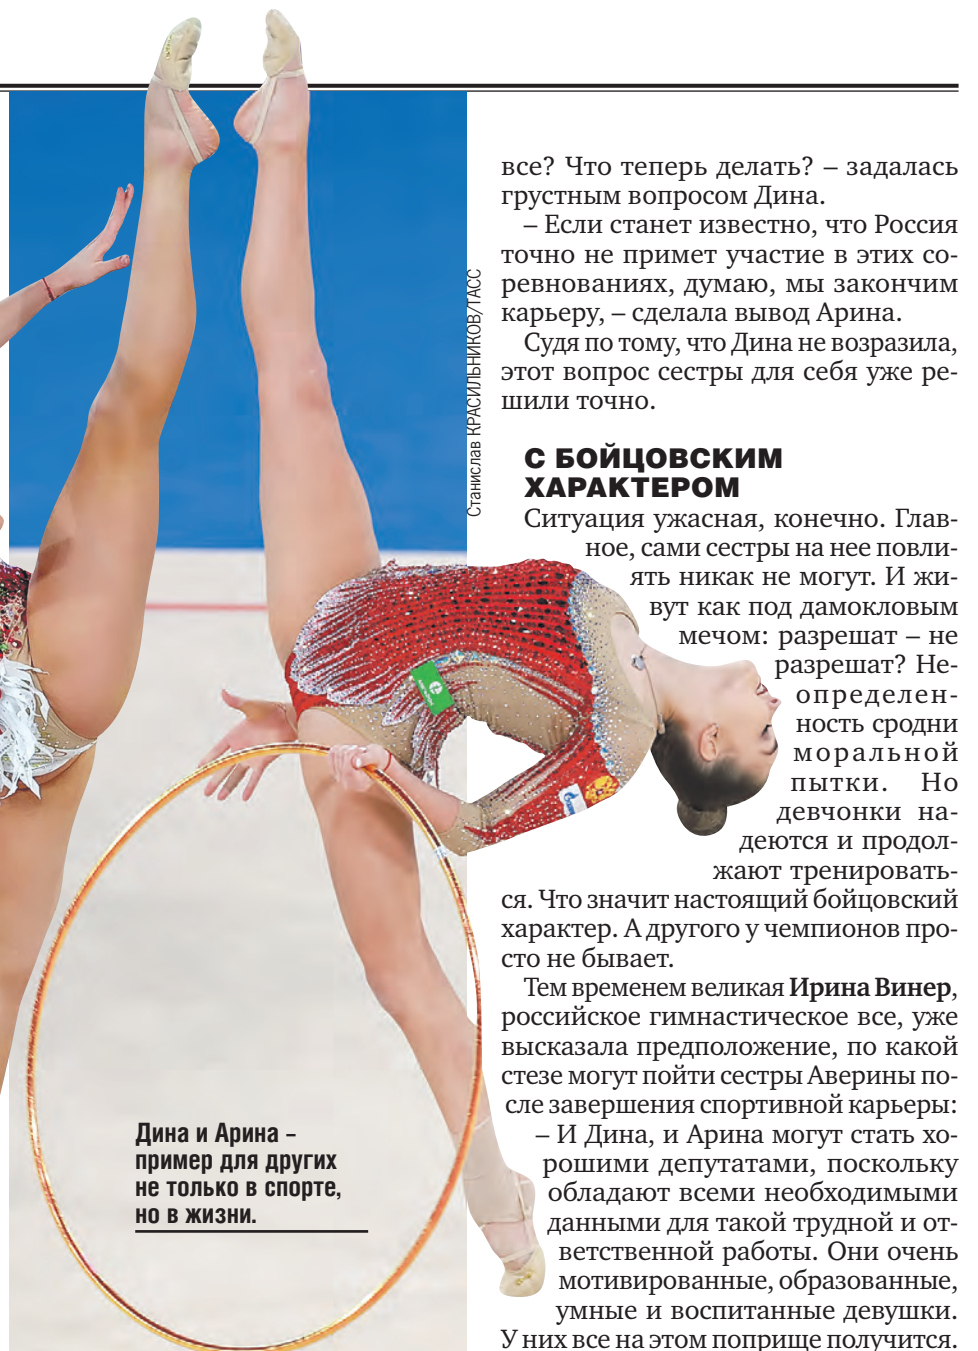 все? Что теперь делать? – задалась
грустным вопросом Дина.
– Если станет известно, что Россия
точно не примет участие в этих со-
ревнованиях, думаю, мы закончим
карьеру, – сделала вывод Арина.
Судя по тому, что Дина не возразила,
этот вопрос сестры для себя уже ре-
шили точно.
С БОЙЦОВСКИМ
ХАРАКТЕРОМ
Ситуация ужасная, конечно. Глав-
ное, сами сестры на нее повли-
ять никак не могут. И жи-
вут как под дамокловым
мечом: разрешат – не
разрешат? Не-
определен-
ность сродни
моральной
пытки. Но
девчонки на-
деются и продол-
жают тренировать-
ся. Что значит настоящий бойцовский
характер. А другого у чемпионов про-
сто не бывает.
Тем временем великая Ирина Винер,
российское гимнастическое все, уже
высказала предположение, по какой
стезе могут пойти сестры Аверины по-
сле завершения спортивной карьеры:
– И Дина, и Арина могут стать хо-
рошими депутатами, поскольку
обладают всеми необходимыми
данными для такой трудной и от-
ветственной работы. Они очень
мотивированные, образованные,
умные и воспитанные девушки.
У них все на этом поприще получится.
Станислав КРАСИЛЬНИКОВ/ТАСС
Дина и Арина –
пример для других
не только в спорте,
но в жизни.